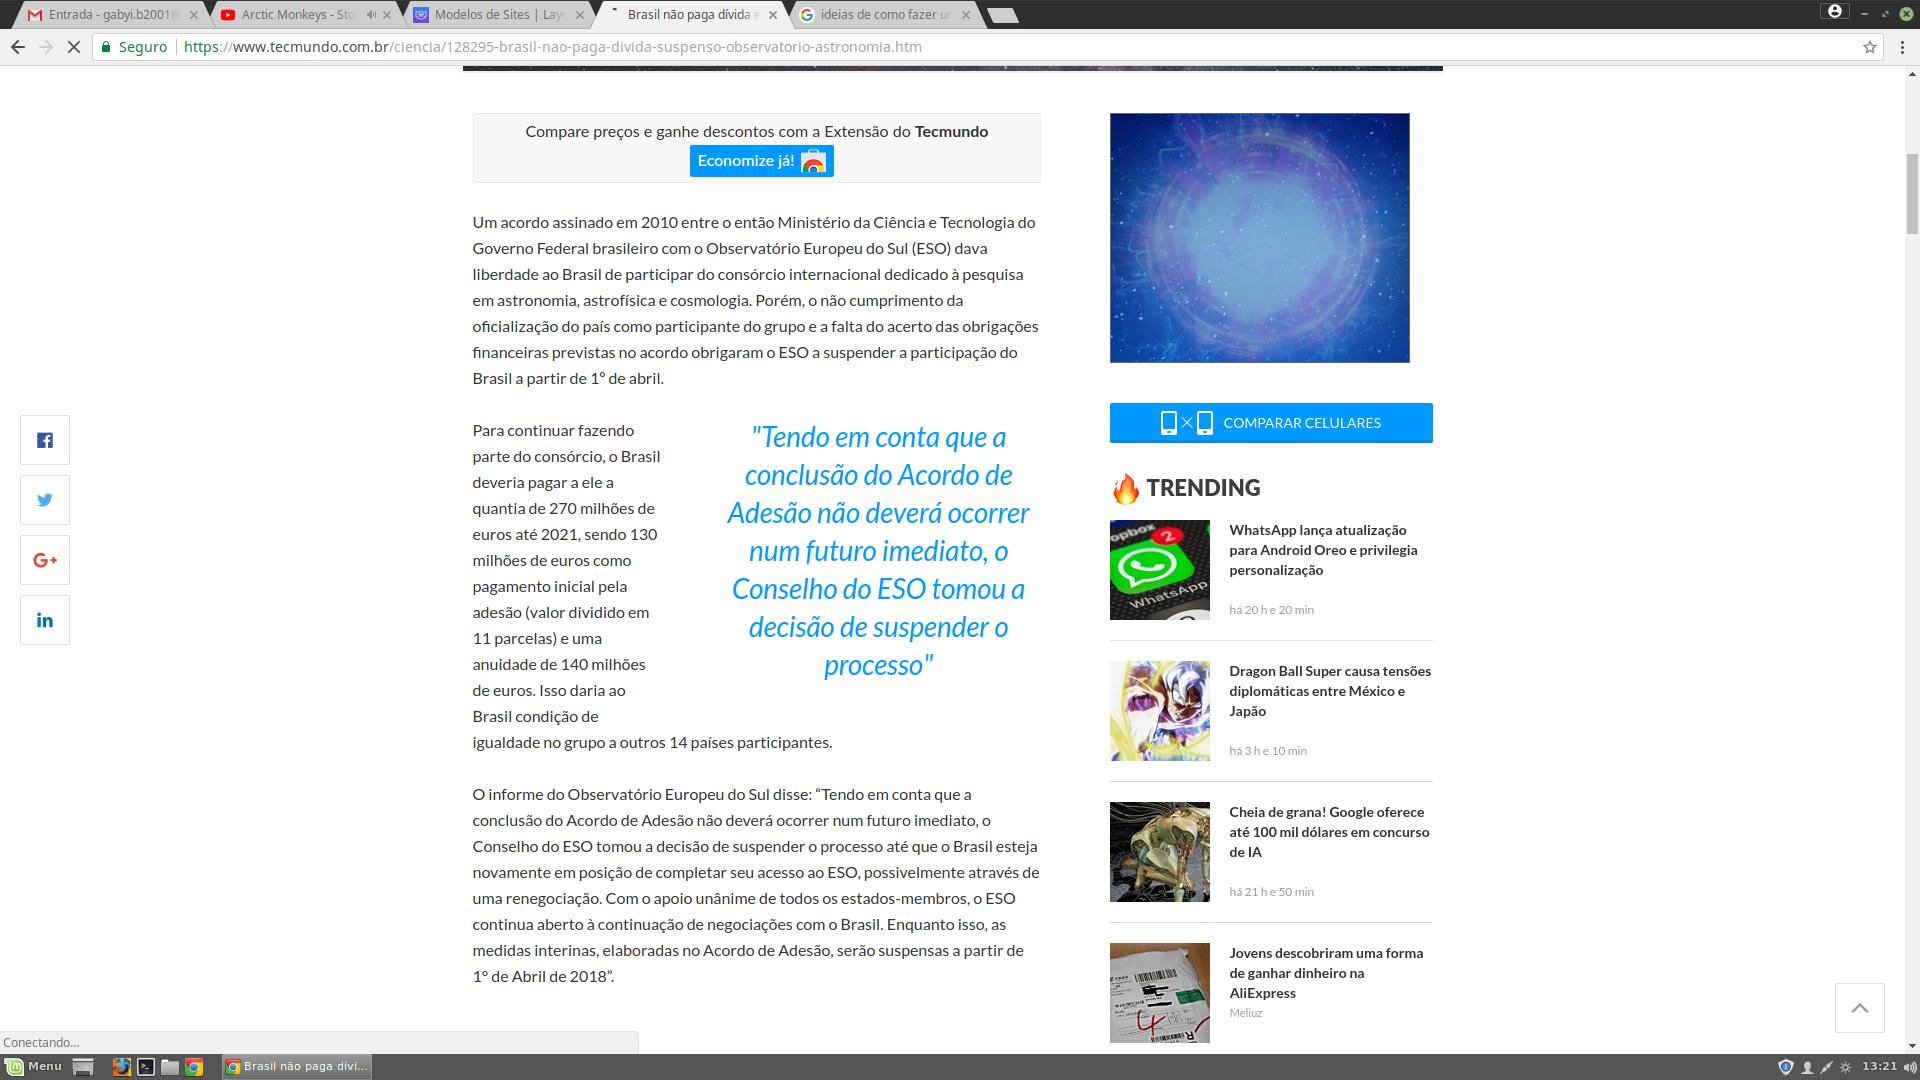 Entrada - gabyi.b2001@
Arctic Monkeys - Sto
Modelos de Sites | Lay
Brasil não paga dívida e
ideias de como fazer u
Seguro
https://www.tecmundo.com.br/ciencia/128295-brasil-nao-paga-divida-suspenso-observatorio-astronomia.htm
Compare preços e ganhe descontos com a Extensão do Tecmundo
Economize já!
Um acordo assinado em 2010 entre o então Ministério da Ciência e Tecnologia do
Governo Federal brasileiro com o Observatório Europeu do Sul (ESO) dava
liberdade ao Brasil de participar do consórcio internacional dedicado à pesquisa
em astronomia, astrofísica e cosmologia. Porém, o não cumprimento da
oficialização do país como participante do grupo e a falta do acerto das obrigações
financeiras previstas no acordo obrigaram o ESO a suspender a participação do
Brasil a partir de 1º de abril.
Para continuar fazendo
parte do consórcio, o Brasil
deveria pagar a ele a
quantia de 270 milhões de
euros até 2021, sendo 130
milhões de euros como
pagamento inicial pela
adesão (valor dividido em
11 parcelas) e uma
anuidade de 140 milhões
de euros. Isso daria ao
Brasil condição de
igualdade no grupo a outros 14 países participantes.
"Tendo em conta que a
conclusão do Acordo de
Adesão não deverá ocorrer
num futuro imediato, o
Conselho do ESO tomou a
decisão de suspender o
processo"
O informe do Observatório Europeu do Sul disse: “Tendo em conta que a
conclusão do Acordo de Adesão não deverá ocorrer num futuro imediato, o
Conselho do ESO tomou a decisão de suspender o processo até que o Brasil esteja
novamente em posição de completar seu acesso ao ESO, possivelmente através de
uma renegociação. Com o apoio unânime de todos os estados-membros, o ESO
continua aberto à continuação de negociações com o Brasil. Enquanto isso, as
medidas interinas, elaboradas no Acordo de Adesão, serão suspensas a partir de
1° de Abril de 2018”.
COMPARAR CELULARES
TRENDING
opbox
2
WhatsApp
WhatsApp lança atualização
para Android Oreo e privilegia
personalização
há 20 h e 20 min
Dragon Ball Super causa tensões
diplomáticas entre México e
Japão
há 3 h e 10 min
Cheia de grana! Google oferece
até 100 mil dólares em concurso
de IA
há 21 h e 50 min
Jovens descobriram uma forma
de ganhar dinheiro na
AliExpress
Meliuz
Conectando...
Menu
Brasil não paga dívi...
13:21